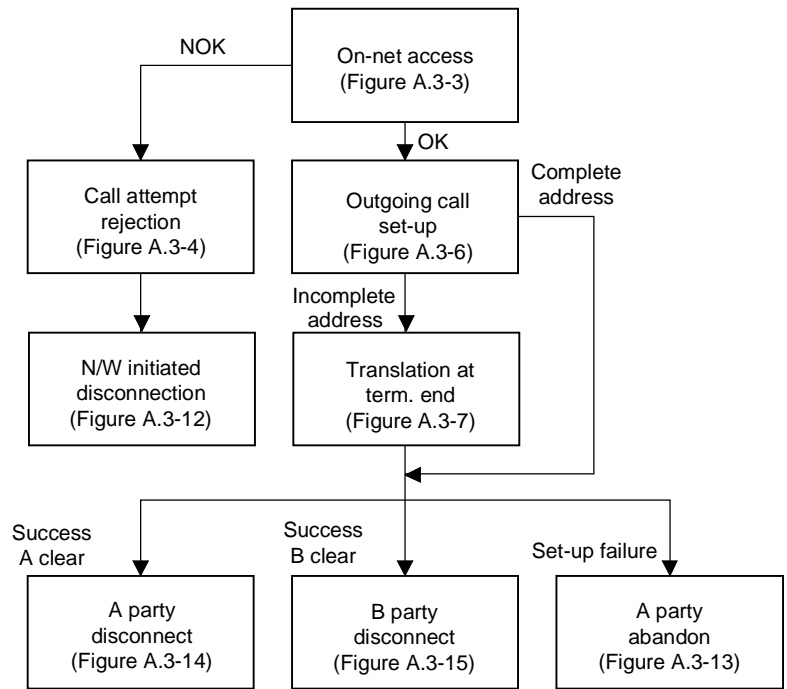 NOK
On-net access
(Figure A.3-3)
OK
Complete
address
Call attempt
rejection
(Figure A.3-4)
Outgoing call
set-up
(Figure A.3-6)
Incomplete
address
N/W initiated
disconnection
(Figure A.3-12)
Translation at
term. end
(Figure A.3-7)
Success
A clear
Success
B clear
Set-up failure
A party
disconnect
(Figure A.3-14)
B party
disconnect
(Figure A.3-15)
A party
abandon
(Figure A.3-13)